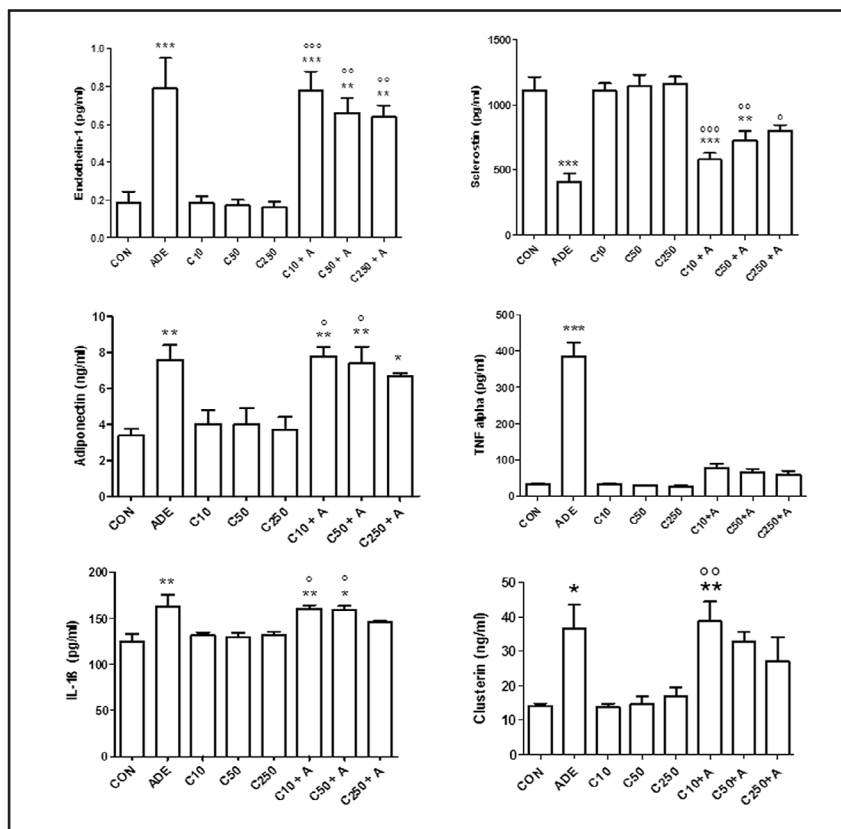 Endothelin-1 (pg/ml)
1.0
0.8
0.6
0.4
0.2
0.0
***
°°°
***
°°
**
°°
**
CON
ADE
C10
C50
C250
C10 + A
C50 + A
C250 + A
Sclerostin (pg/ml)
1500
1000
500
0
***
°°°
***
°°
**
°
CON
ADE
C10
C50
C250
C10 + A
C50 + A
C250 + A
Adiponectin (ng/ml)
10
8
6
4
2
0
**
°
**
°
**
*
CON
ADE
C10
C50
C250
C10 + A
C50 + A
C250 + A
TNF alpha (pg/ml)
500
400
300
200
100
0
***
CON
ADE
C10
C50
C250
C10+A
C50+A
C250+A
IL-1ß (pg/ml)
200
150
100
50
0
**
°
**
°
*
CON
ADE
C10
C50
C250
C10 + A
C50 + A
C250 + A
Clusterin (ng/ml)
50
40
30
20
10
0
*
°°
**
CON
ADE
C10
C50
C250
C10+A
C50+A
C250+A